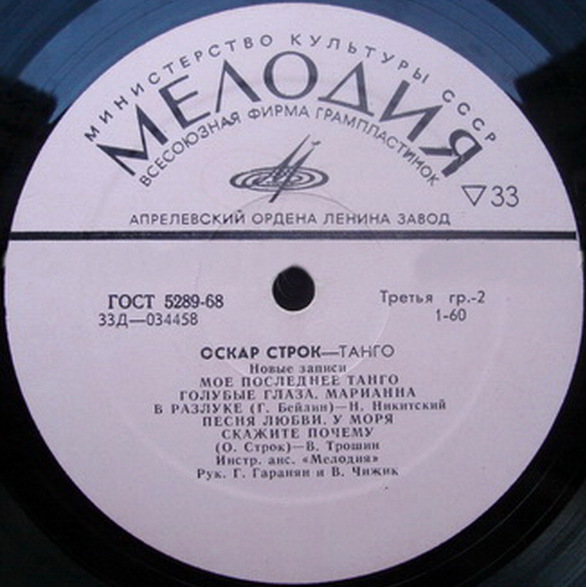 МИНИСТЕРСТВО КУЛЬТУРЫ СССР
МЕЛОДИЯ
ВСЕСОЮЗНАЯ ФИРМА ГРАМПЛАСТИНОК
▽33
АПРЕЛЕВСКИЙ ОРДЕНА ЛЕНИНА ЗАВОД
ГОСТ 5289-68 Третья гр.-2
33Д—034458 1-60
ОСКАР СТРОК—ТАНГО
Новые записи
МОЕ ПОСЛЕДНЕЕ ТАНГО
ГОЛУБЫЕ ГЛАЗА. МАРИАННА
В РАЗЛУКЕ (Г. Бейлин)—Н. Никитский
ПЕСНЯ ЛЮБВИ. У МОРЯ
СКАЖИТЕ ПОЧЕМУ
(О. Строк)—В. Трошин
Инстр. анс. «Мелодия»
Рук. Г. Гаранян и В. Чижик